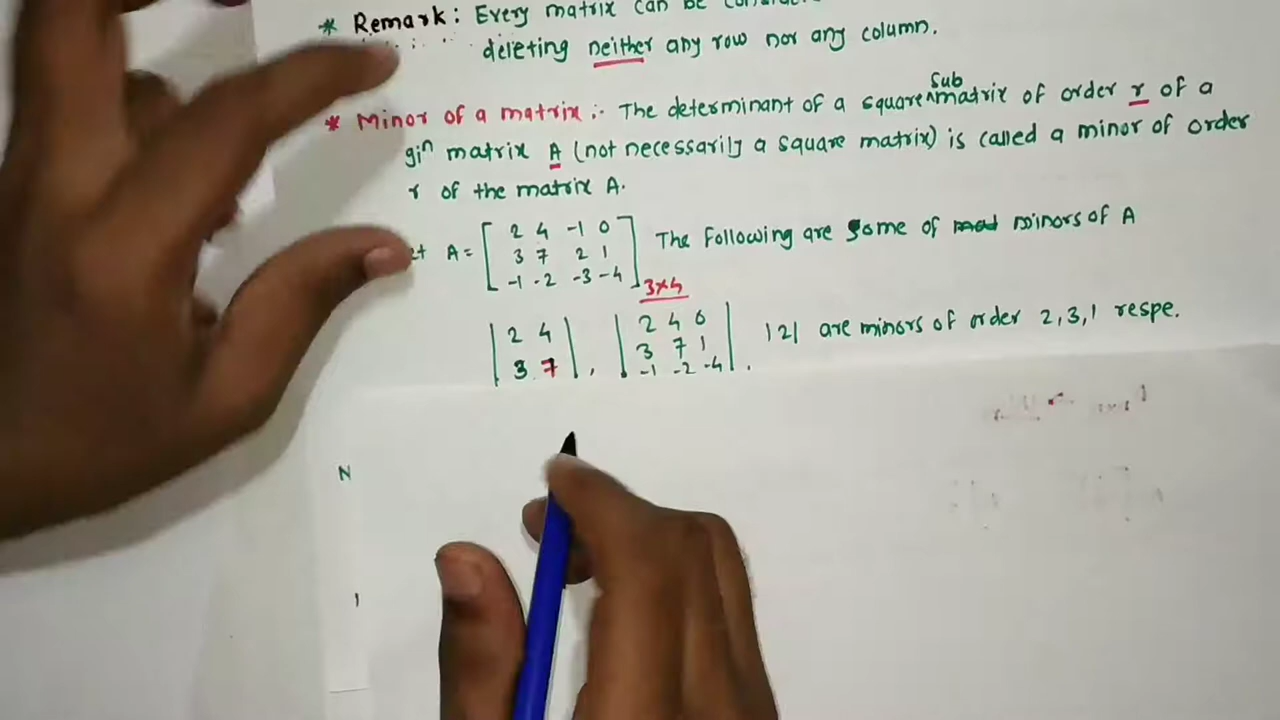 * Remark: Every matrix can be
deleting neither any row nor any column.
* Minor of a matrix :- The determinant of a square ^Sub matrix of order r of a
giⁿ matrix A (not necessarily a square matrix) is called a minor of order
r of the matrix A.
A = [ 2 4 -1 0 The Following are Some of minors of A
3 7 2 1
-1 -2 -3 -4 ] 3×4
| 2 4 | , | 2 4 0 | . |2| are minors of order 2, 3, 1 respe.
3 7 3 7 1
-1 -2 -4
N